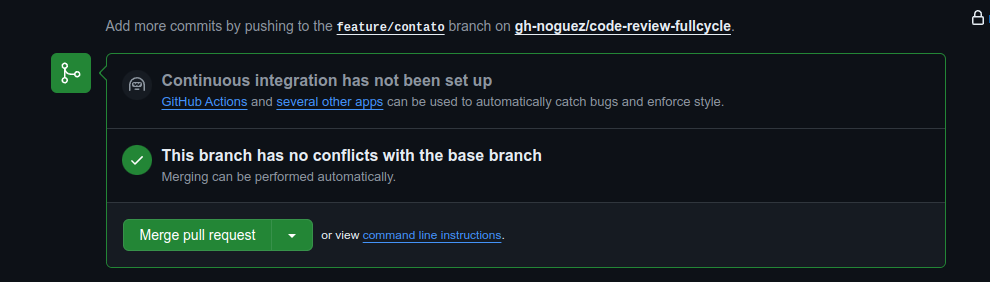 Add more commits by pushing to the feature/contato branch on gh-noguez/code-review-fullcycle.
Continuous integration has not been set up
GitHub Actions and several other apps can be used to automatically catch bugs and enforce style.
This branch has no conflicts with the base branch
Merging can be performed automatically.
Merge pull request or view command line instructions.